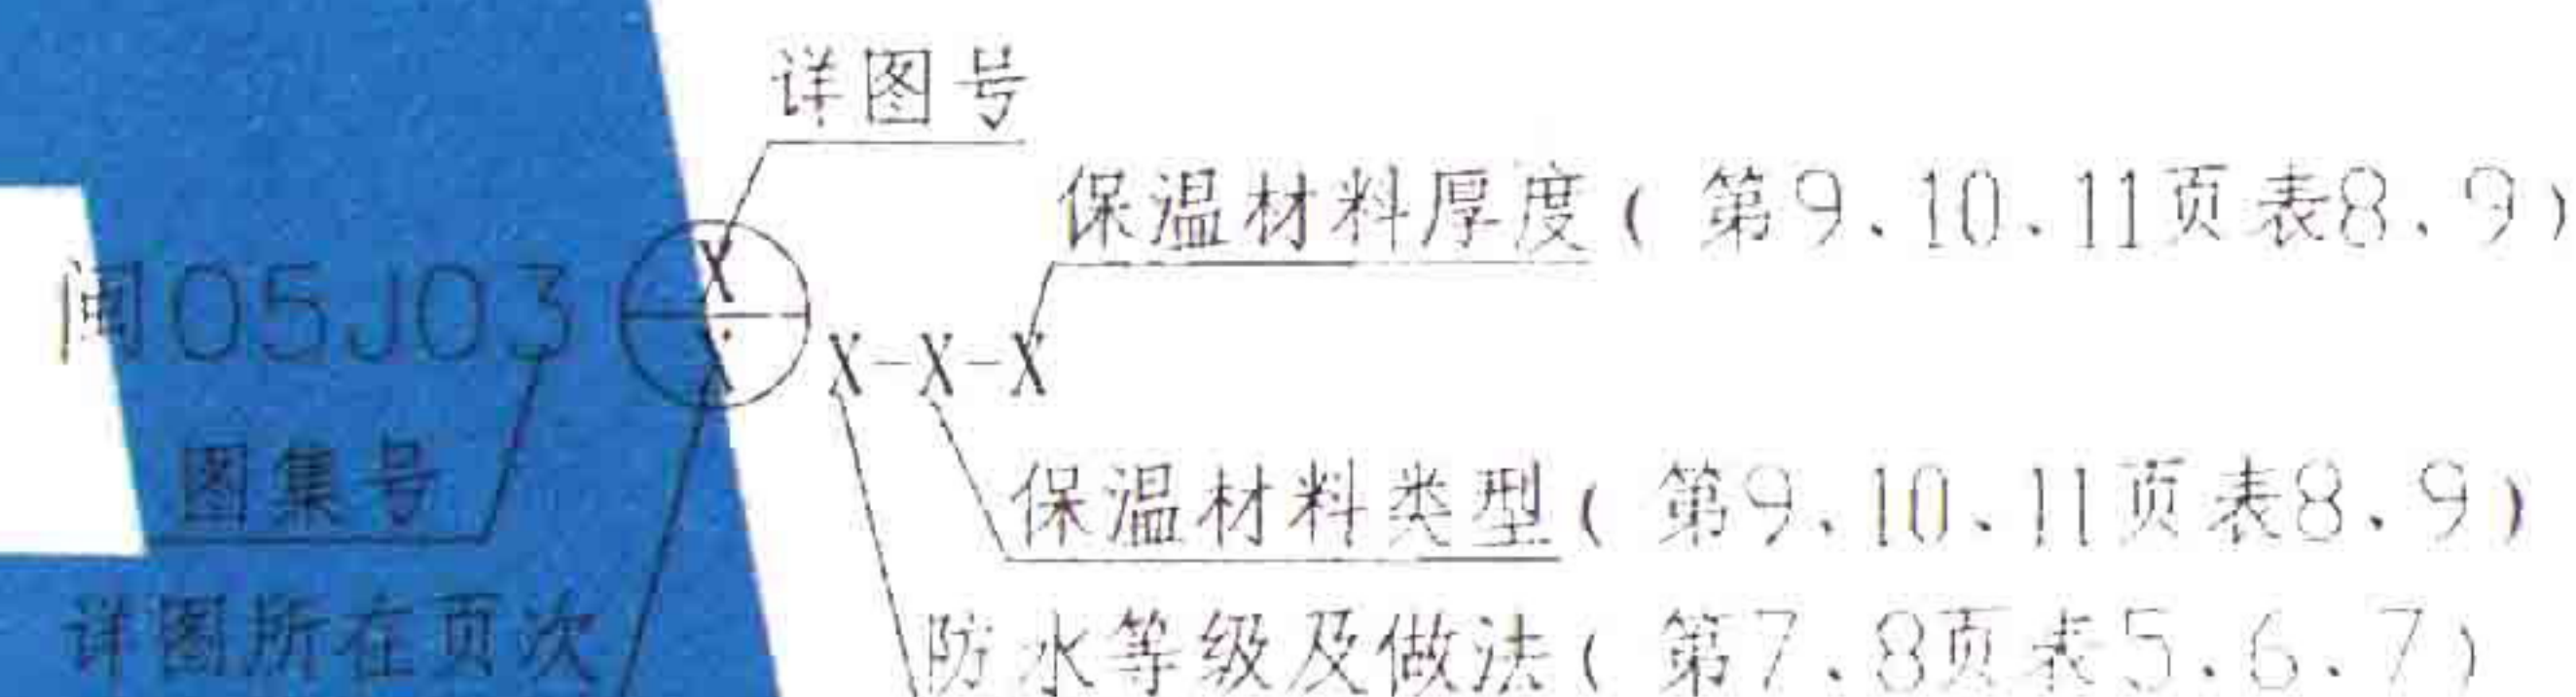 详图号
保温材料厚度(第9、10、11页表8、9)
闽05J03
X
X
X-X-X
图集号
保温材料类型(第9、10、11页表8、9)
详图所在页次
防水等级及做法(第7、8页表5、6、7)